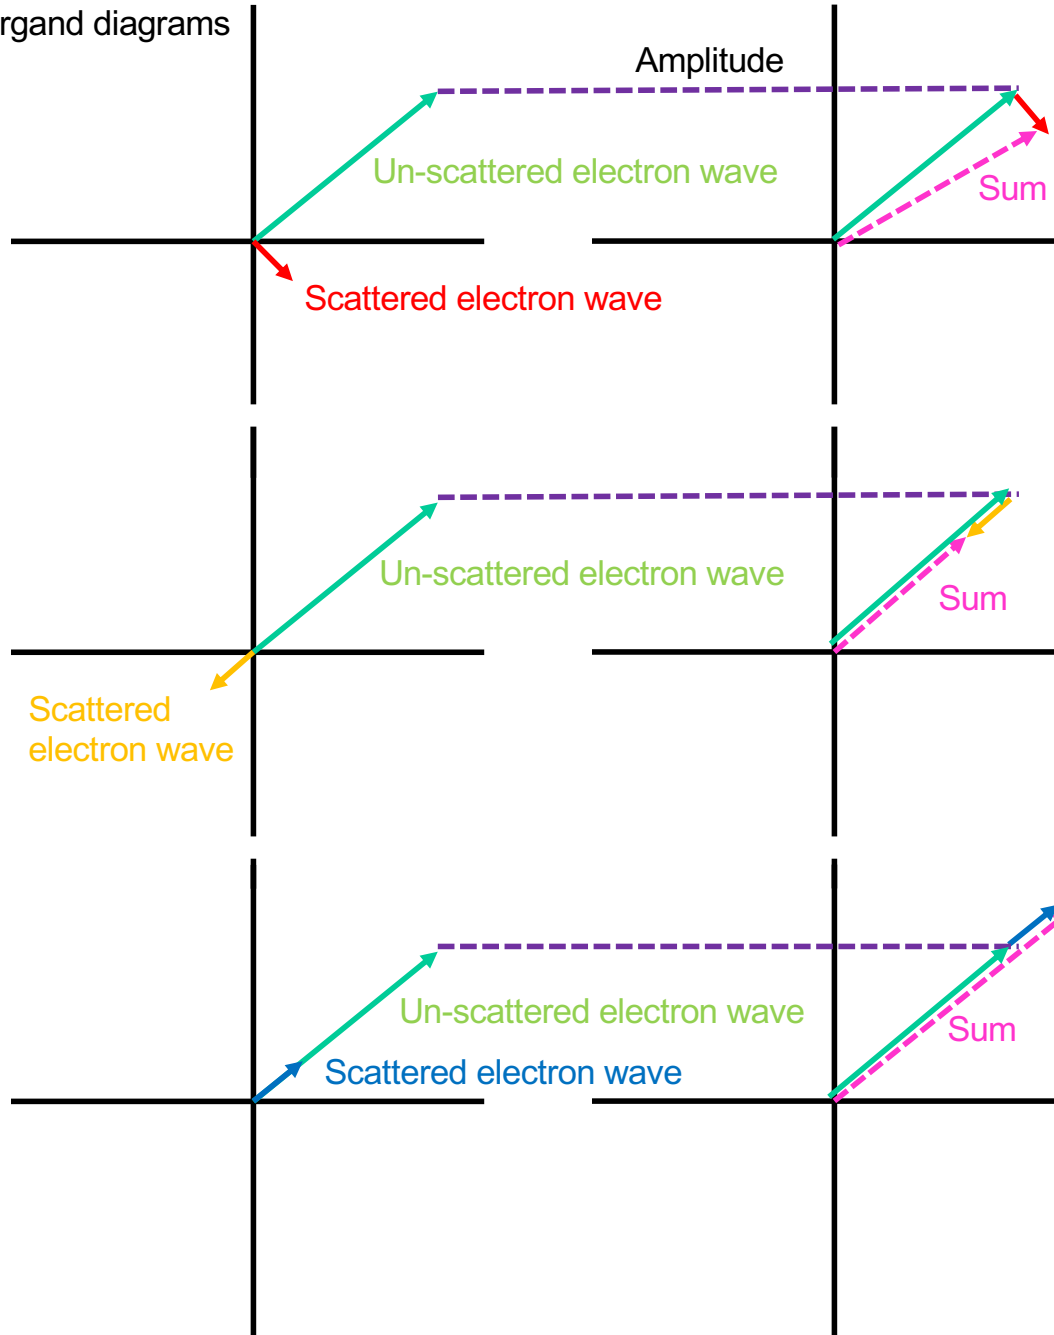 rgand diagrams
Amplitude
Un-scattered electron wave
Sum
Scattered electron wave
Un-scattered electron wave
Sum
Scattered
electron wave
Un-scattered electron wave
Sum
Scattered electron wave